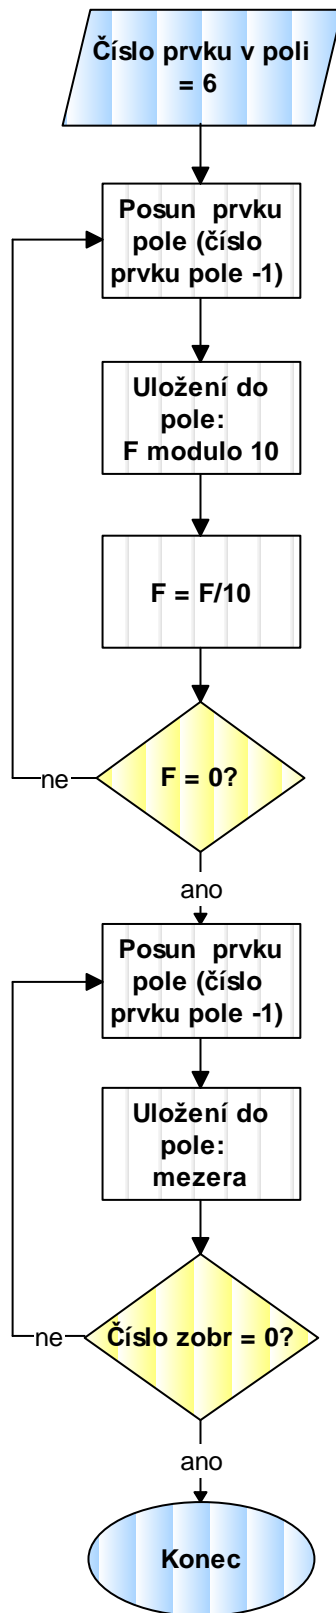 Číslo prvku v poli
= 6
Posun prvku
pole (číslo
prvku pole -1)
Uložení do
pole:
F modulo 10
F = F/10
F = 0?
ne
ano
Posun prvku
pole (číslo
prvku pole -1)
Uložení do
pole:
mezera
Číslo zobr = 0?
ne
ano
Konec